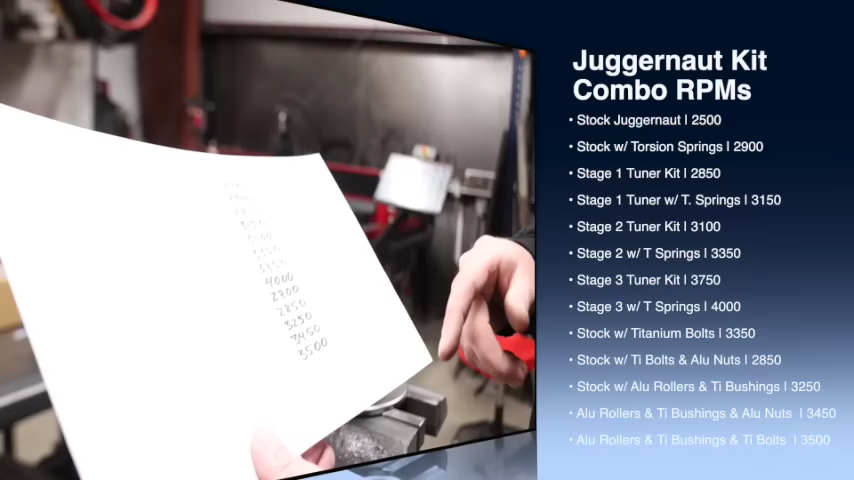 Juggernaut Kit
Combo RPMs
• Stock Juggernaut | 2500
• Stock w/ Torsion Springs | 2900
• Stage 1 Tuner Kit | 2850
• Stage 1 Tuner w/ T. Springs | 3150
• Stage 2 Tuner Kit | 3100
• Stage 2 w/ T Springs | 3350
• Stage 3 Tuner Kit | 3750
• Stage 3 w/ T Springs | 4000
• Stock w/ Titanium Bolts | 3350
• Stock w/ Ti Bolts & Alu Nuts | 2850
• Stock w/ Alu Rollers & Ti Bushings | 3250
• Alu Rollers & Ti Bushings & Alu Nuts | 3450
• Alu Rollers & Ti Bushings & Ti Bolts | 3500
3750
4000
2700
2850
3250
3450
3500